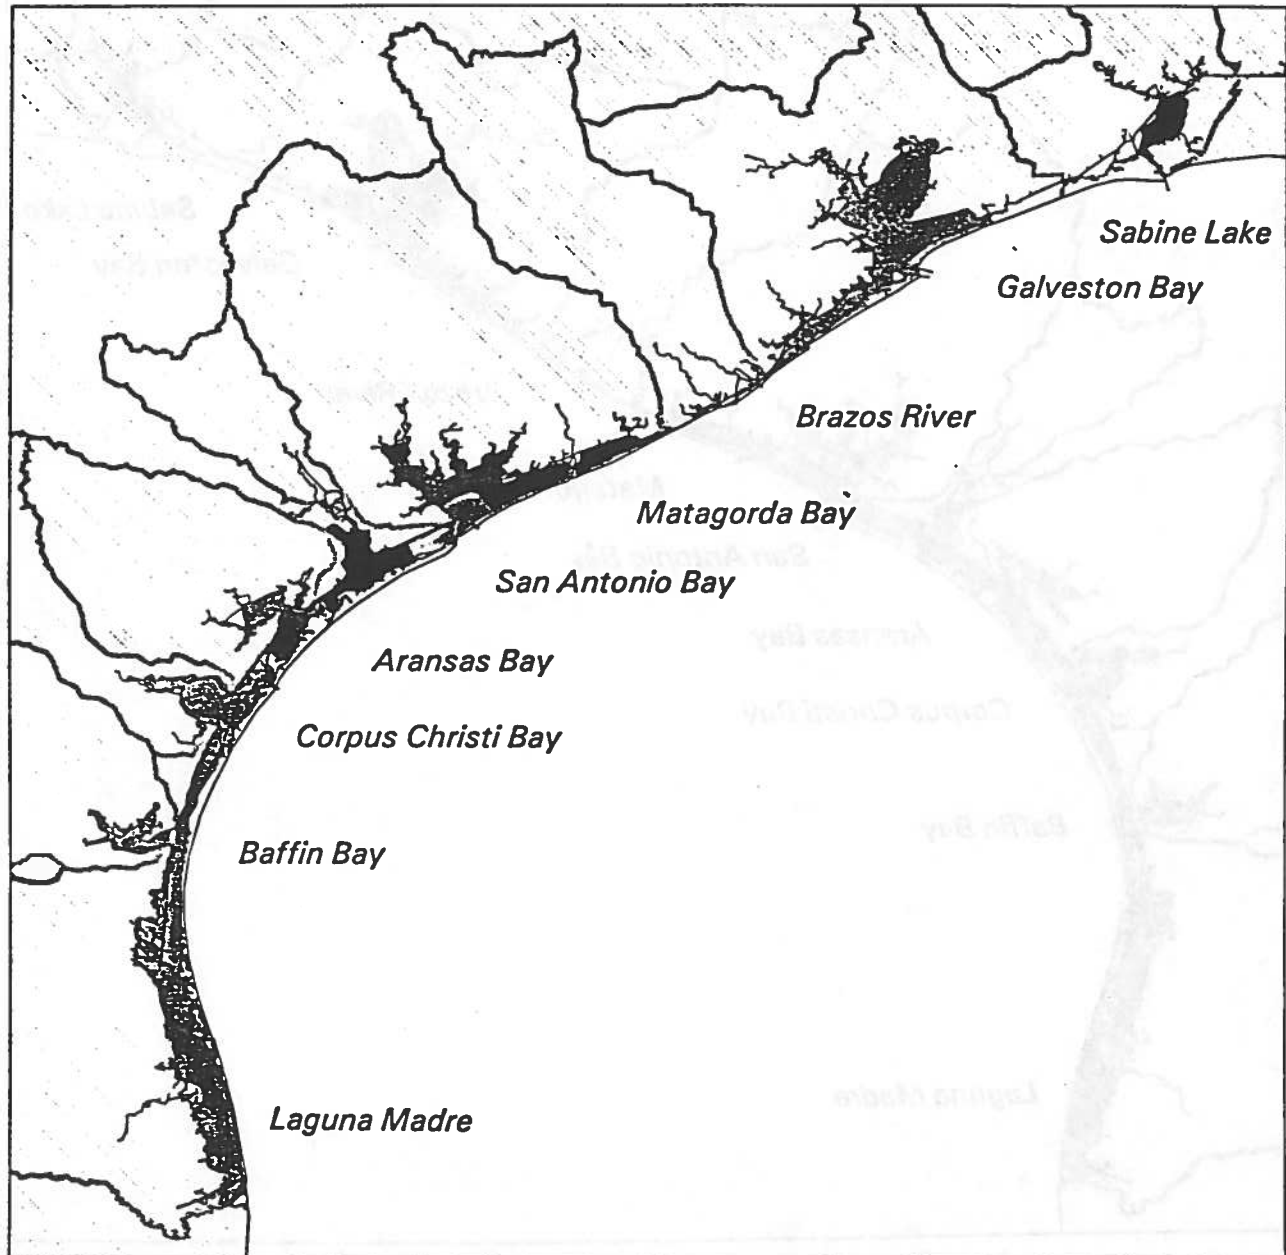 Sabine Lake
Galveston Bay
Brazos River
Matagorda Bay
San Antonio Bay
Aransas Bay
Corpus Christi Bay
Baffin Bay
Laguna Madre